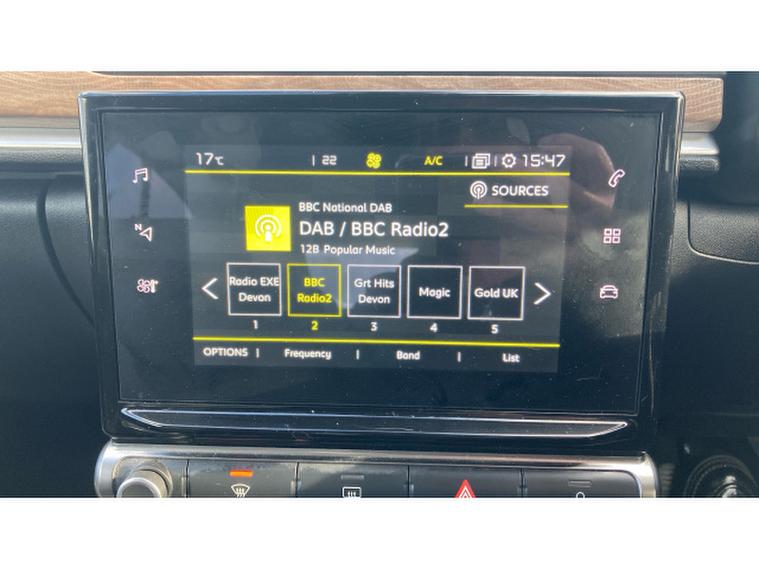 17°C | 22 A/C | | 15:47
SOURCES
BBC National DAB
DAB / BBC Radio2
12B Popular Music
N
Radio EXE Devon
BBC Radio2
Grt Hits Devon
Magic
Gold UK
1 2 3 4 5
OPTIONS | Frequency | Band | List